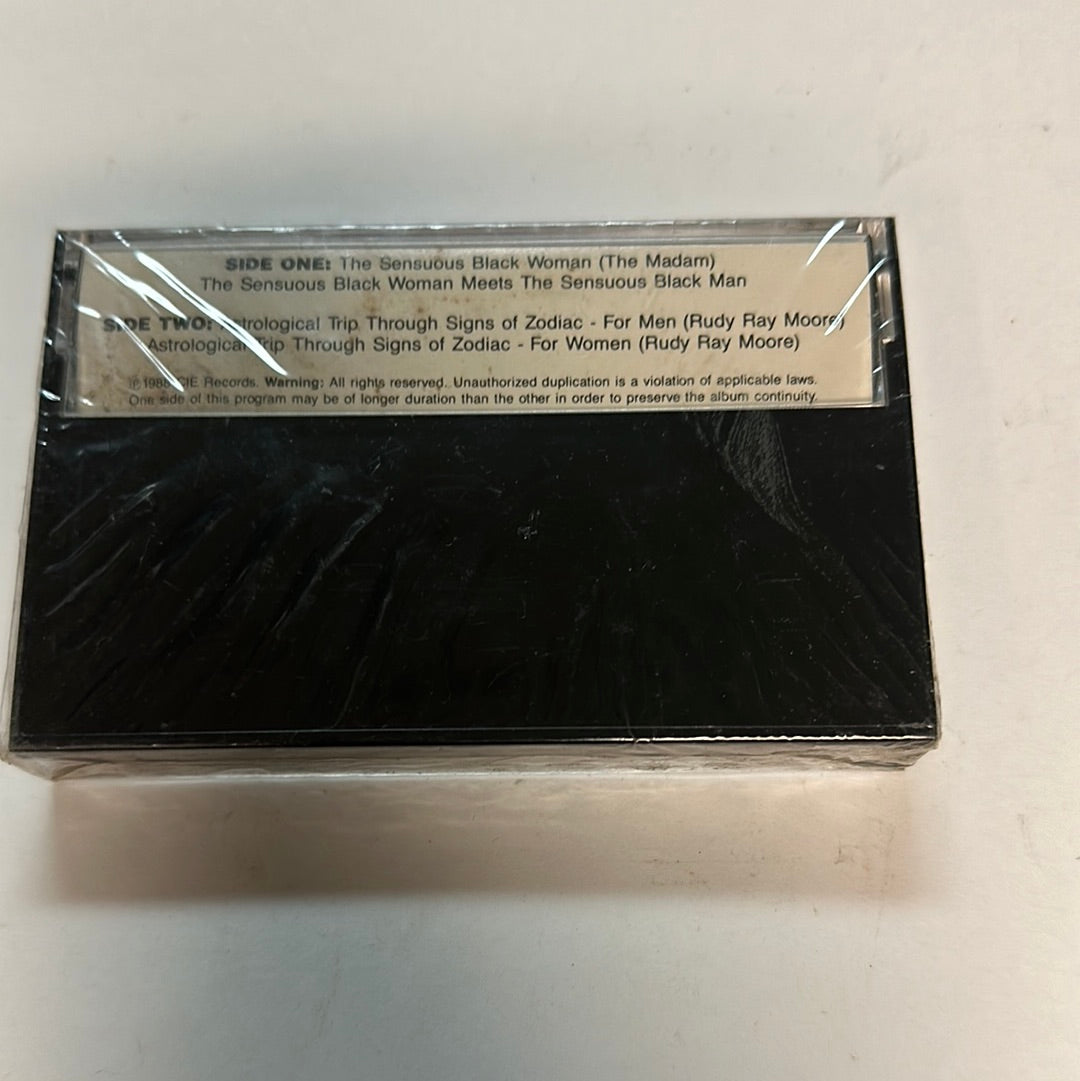 SIDE ONE: The Sensuous Black Woman (The Madam)
The Sensuous Black Woman Meets The Sensuous Black Man
SIDE TWO: Astrological Trip Through Signs of Zodiac - For Men (Rudy Ray Moore)
Astrological Trip Through Signs of Zodiac - For Women (Rudy Ray Moore)
Records. Warning: All rights reserved. Unauthorized duplication is a violation of applicable laws.
One side of this program may be of longer duration than the other in order to preserve the album continuity.